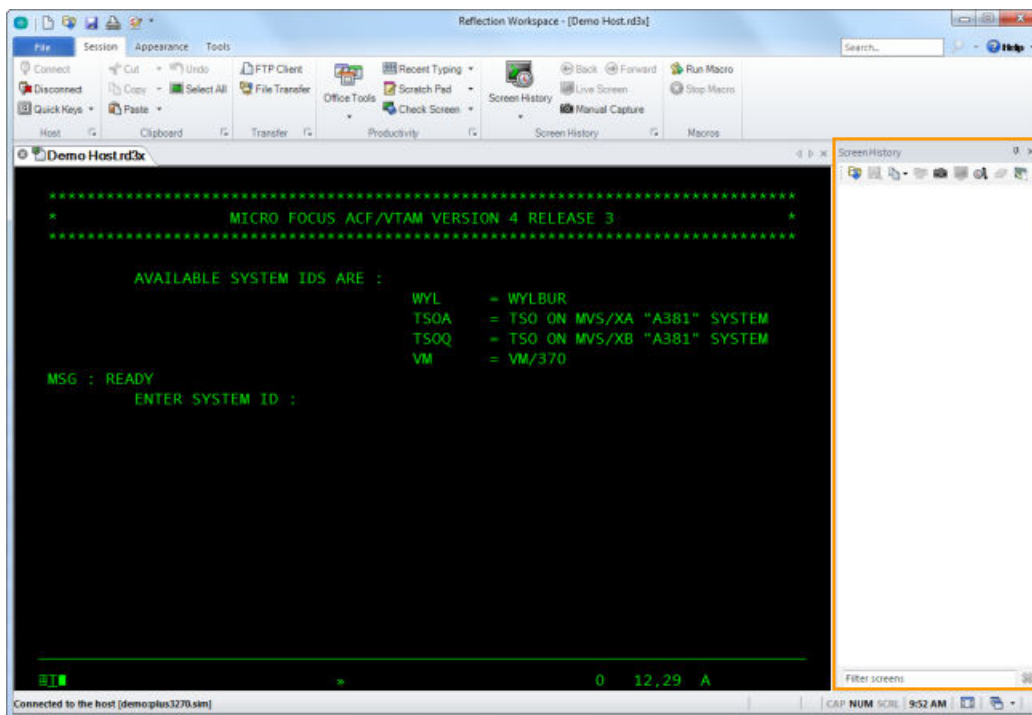 Reflection Workspace - [Demo Host.rd3x]
File Session Appearance Tools
Search...
Help
Connect
Disconnect
Quick Keys
Host
Cut
Undo
Copy
Select All
Paste
Clipboard
FTP Client
File Transfer
Transfer
Office Tools
Recent Typing
Scratch Pad
Check Screen
Productivity
Screen History
Back
Forward
Live Screen
Manual Capture
Screen History
Run Macro
Stop Macro
Macros
Demo Host.rd3x
*******************************************************************************
* MICRO FOCUS ACF/VTAM VERSION 4 RELEASE 3 *
*******************************************************************************
AVAILABLE SYSTEM IDS ARE :
WYL = WYLBUR
TSOA = TSO ON MVS/XA "A381" SYSTEM
TSOQ = TSO ON MVS/XB "A381" SYSTEM
VM = VM/370
MSG : READY
ENTER SYSTEM ID :
0 12,29 A
Screen History
Filter screens
Connected to the host [demo:plus3270.sim]
CAP NUM SCRL 9:52 AM